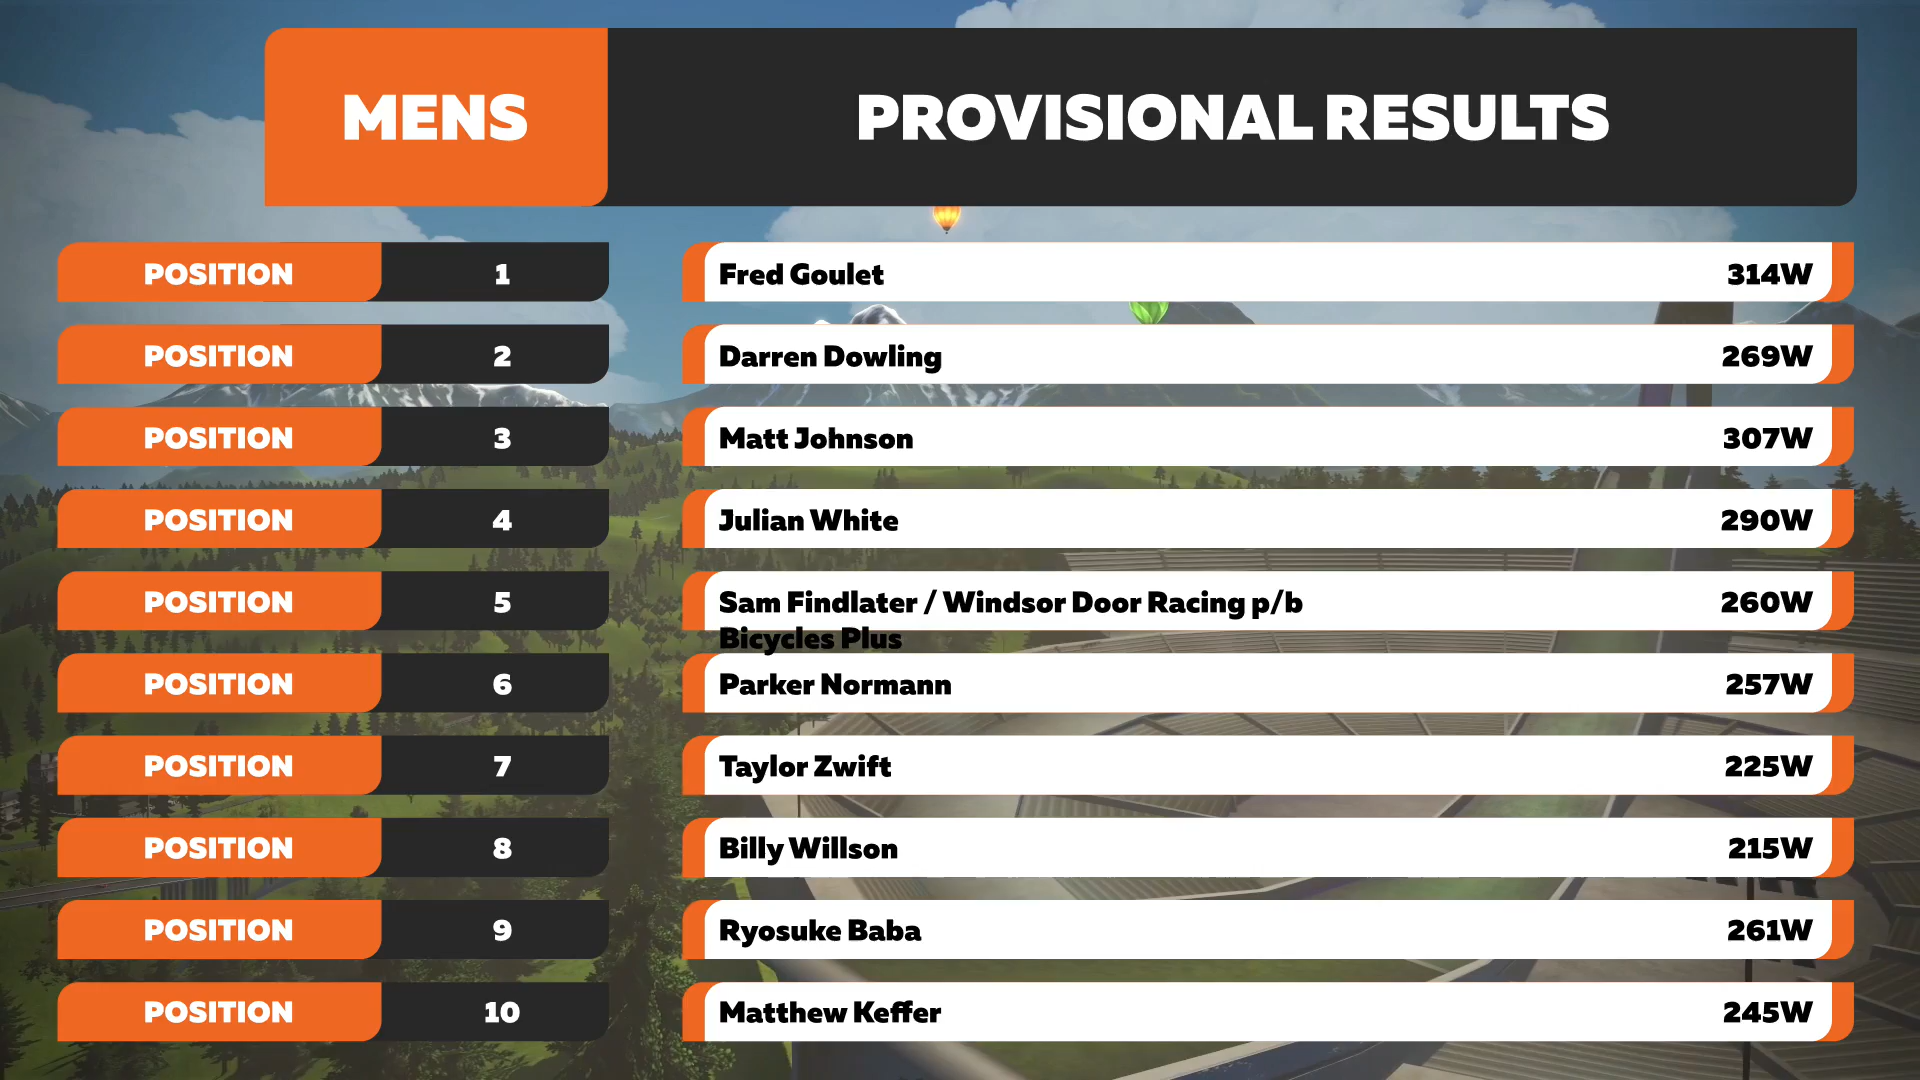 MENS PROVISIONAL RESULTS
POSITION 1 Fred Goulet 314W
POSITION 2 Darren Dowling 269W
POSITION 3 Matt Johnson 307W
POSITION 4 Julian White 290W
POSITION 5 Sam Findlater / Windsor Door Racing p/b 260W
Bicycles Plus
POSITION 6 Parker Normann 257W
POSITION 7 Taylor Zwift 225W
POSITION 8 Billy Willson 215W
POSITION 9 Ryosuke Baba 261W
POSITION 10 Matthew Keffer 245W